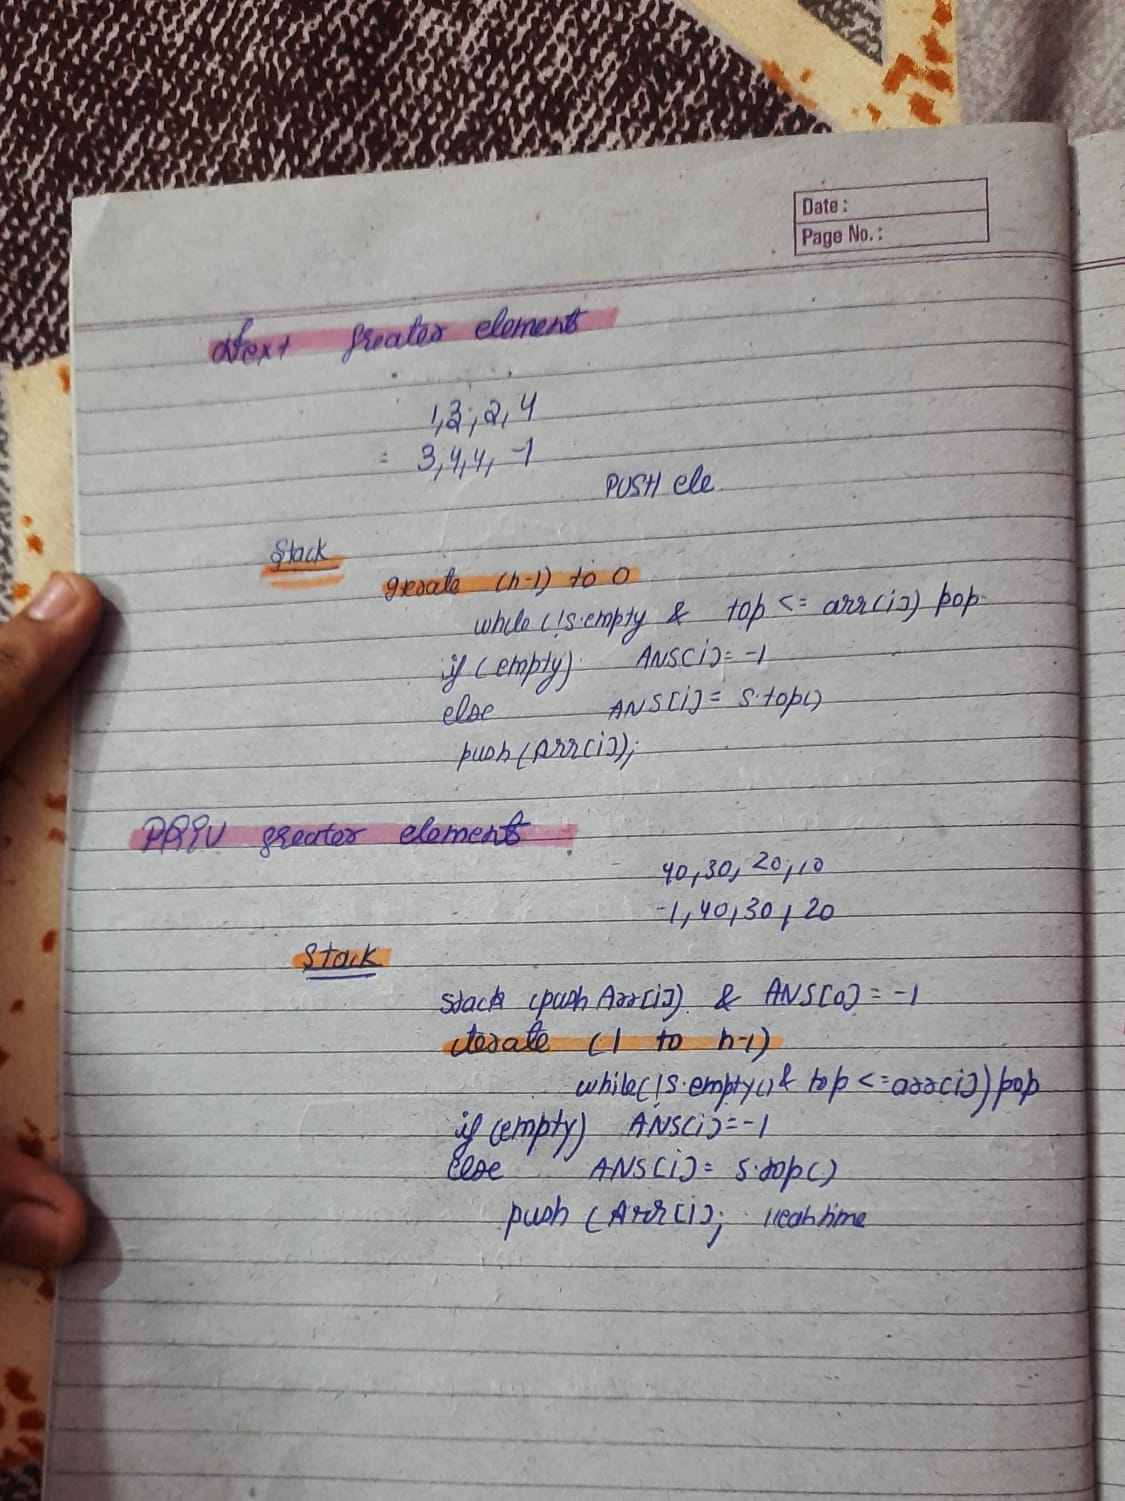 Date :
Page No. :
Next greater elements
1,3,2,4
= 3,4,4,-1
PUSH ele
Stack
iterate (n-1) to 0
while (!s.empty & top <= arr[i]) pop
if (empty) ANS[i] = -1
else ANS[i] = s.top()
push (Arr[i]);
PREV greater elements
40,30,20,10
-1,40,30,20
Stack
stack (push Arr[i]) & ANS[0] = -1
iterate (1 to n-1)
while(!s.empty() & top <= arr[i]) pop
if (empty) ANS[i] = -1
else ANS[i] = s.top()
push (Arr[i];